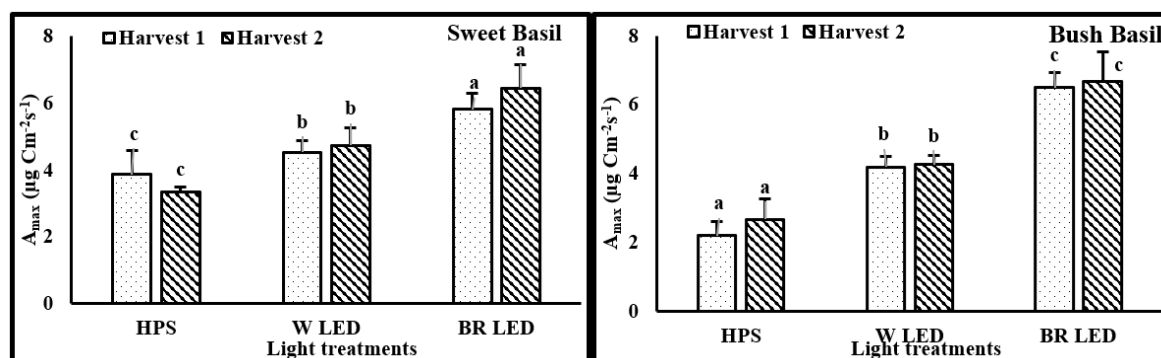 Sweet Basil
Harvest 1 Harvest 2
A_max (µg Cm⁻²s⁻¹)
8
6
4
2
0
c c b b a a
HPS W LED BR LED
Light treatments
Bush Basil
Harvest 1 Harvest 2
A_max (µg Cm⁻²s⁻¹)
8
6
4
2
0
a a b b c c
HPS W LED BR LED
Light treatments